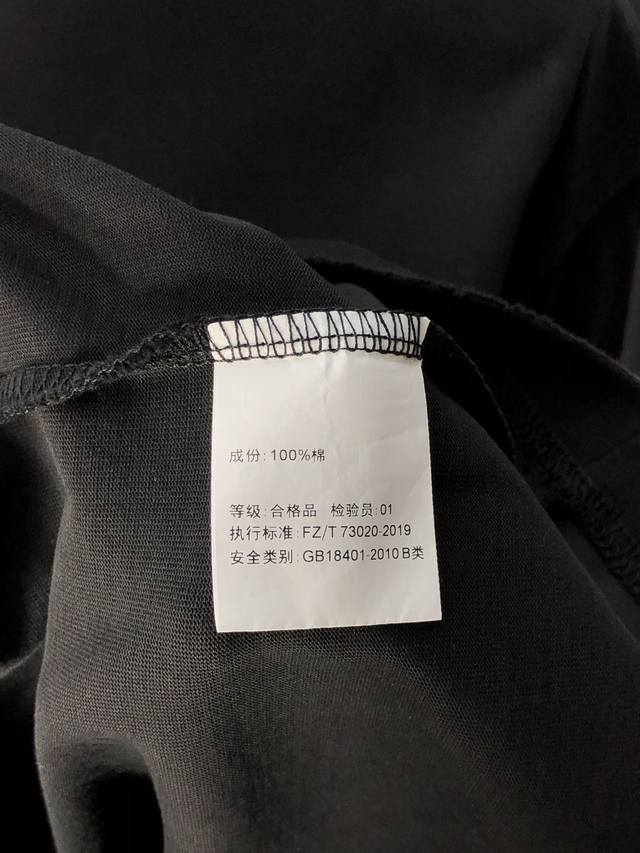 成份:100%棉
等级:合格品 检验员:01
执行标准:FZ/T 73020-2019
安全类别:GB18401-2010 B类